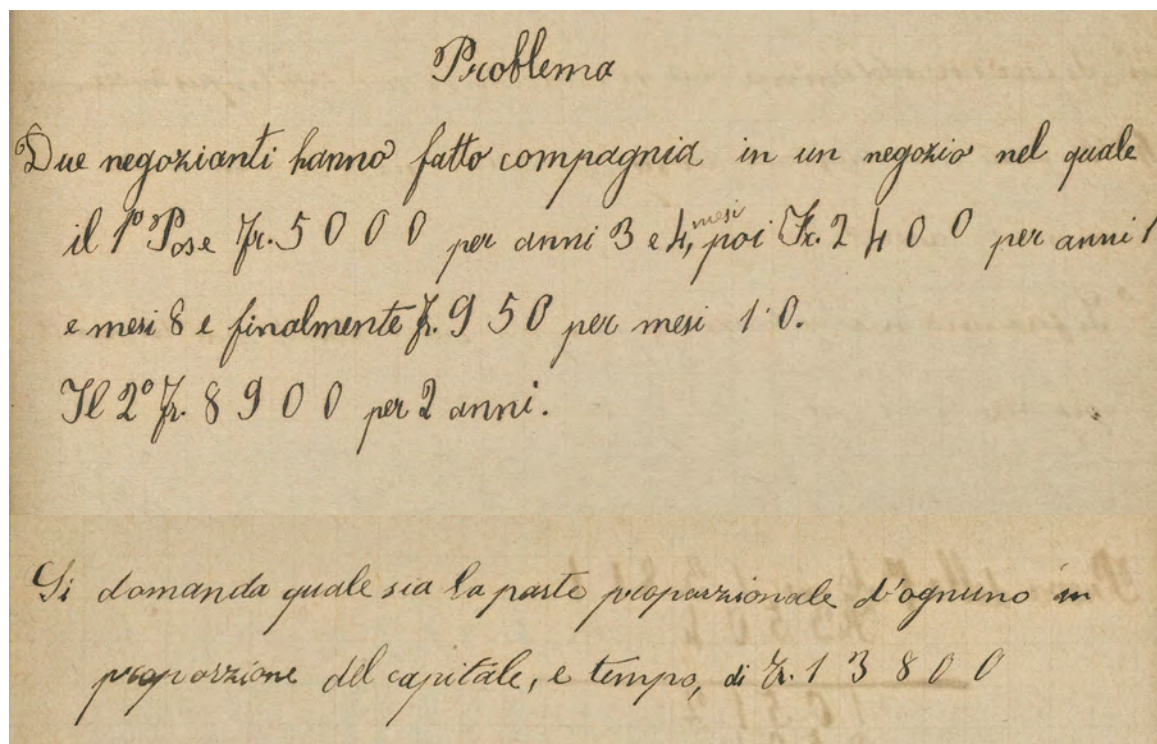 Problema
Due negozianti hanno fatto compagnia in un negozio nel quale
il 1º Pose Fr. 5000 per anni 3 e 4, mesi poi Fr. 2400 per anni 1
e mesi 8 e finalmente Fr. 950 per mesi 10.
Il 2º Fr. 8900 per 2 anni.
Si domanda quale sia la parte proporzionale d'ognuno in
proporzione del capitale, e tempo, di Fr. 13800